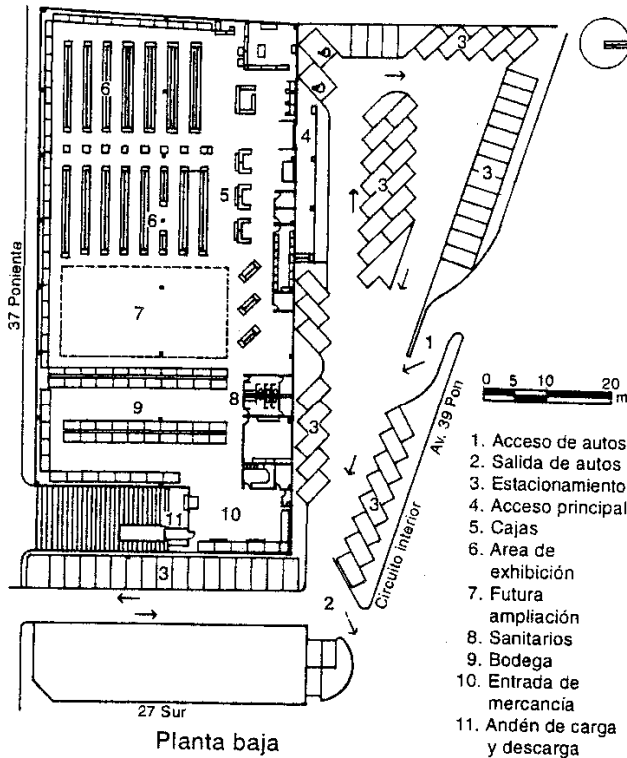 3
4
3
3
6
5
6
37 Poniente
7
1
8
9
3
Av. 39 Pon
0 5 10 20
m
3
11
10
3
Circuito interior
2
27 Sur
Planta baja
1. Acceso de autos
2. Salida de autos
3. Estacionamiento
4. Acceso principal
5. Cajas
6. Area de
exhibición
7. Futura
ampliación
8. Sanitarios
9. Bodega
10. Entrada de
mercancía
11. Andén de carga
y descarga